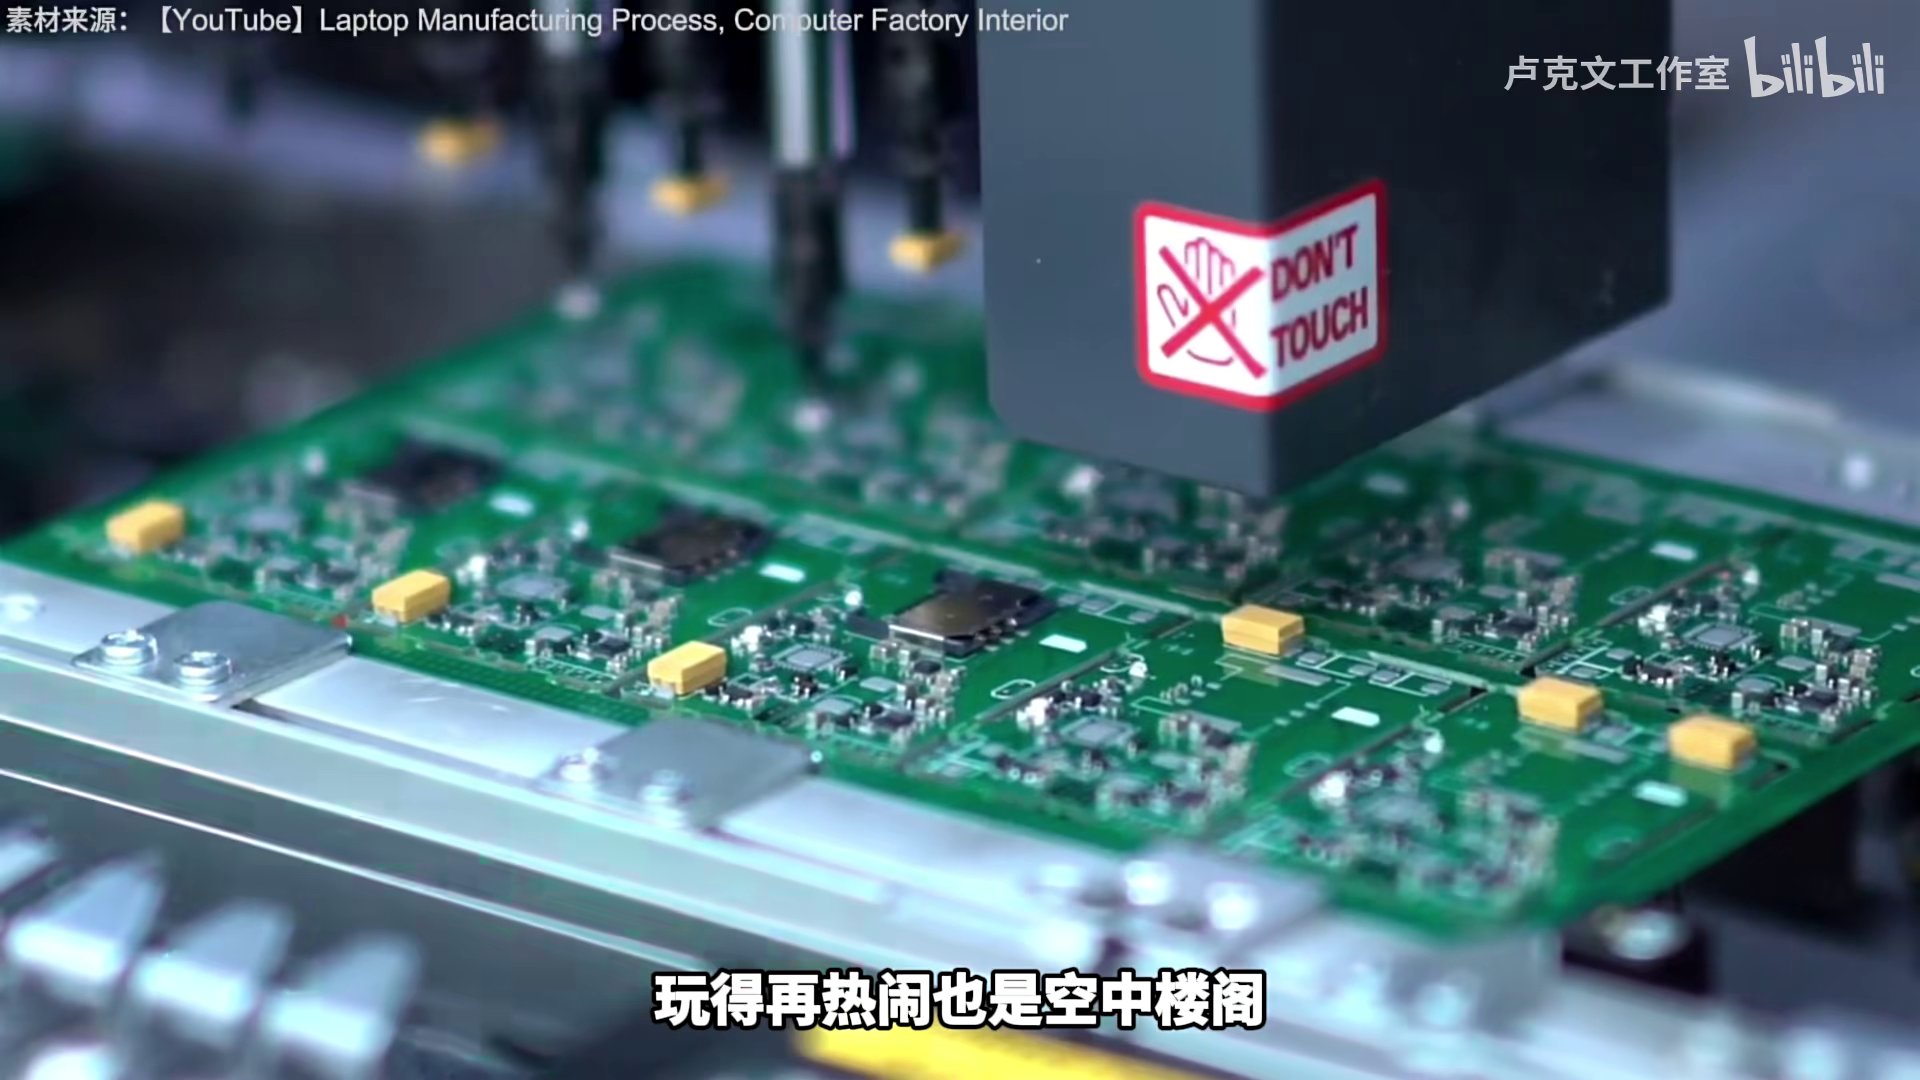 素材来源：【YouTube】Laptop Manufacturing Process, Computer Factory Interior
卢克文工作室 bilibili
DON'T
TOUCH
玩得再热闹也是空中楼阁